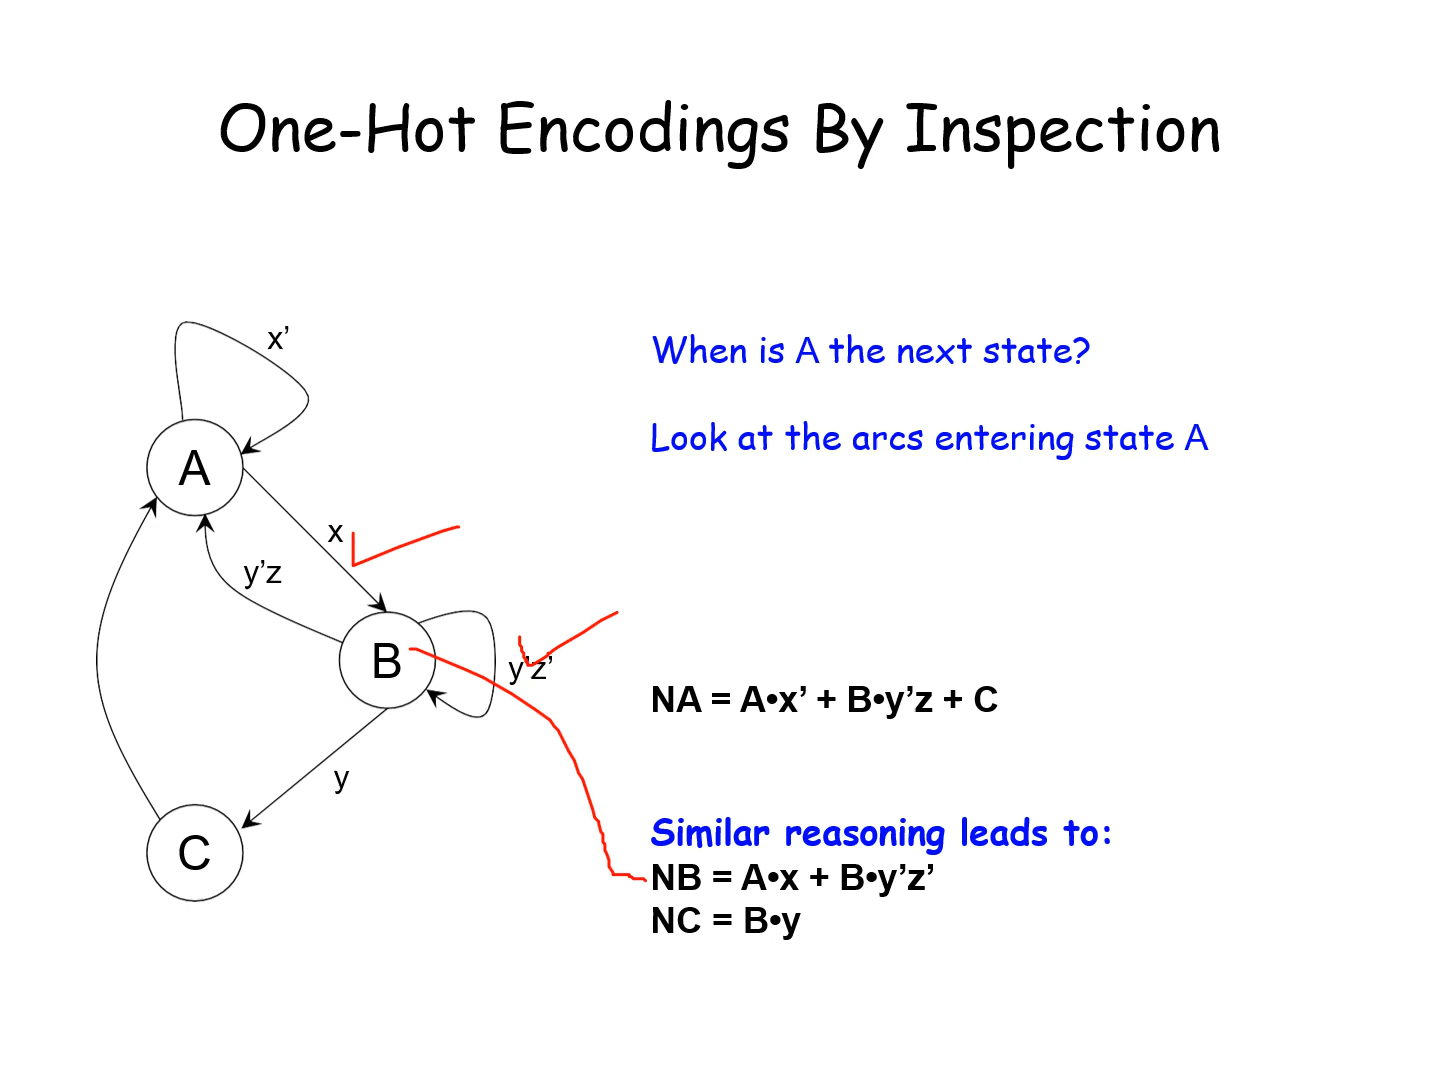 One-Hot Encodings By Inspection
x’
When is A the next state?
Look at the arcs entering state A
A
x
y’z
B
y’z’
NA = A•x’ + B•y’z + C
y
Similar reasoning leads to:
C
NB = A•x + B•y’z’
NC = B•y